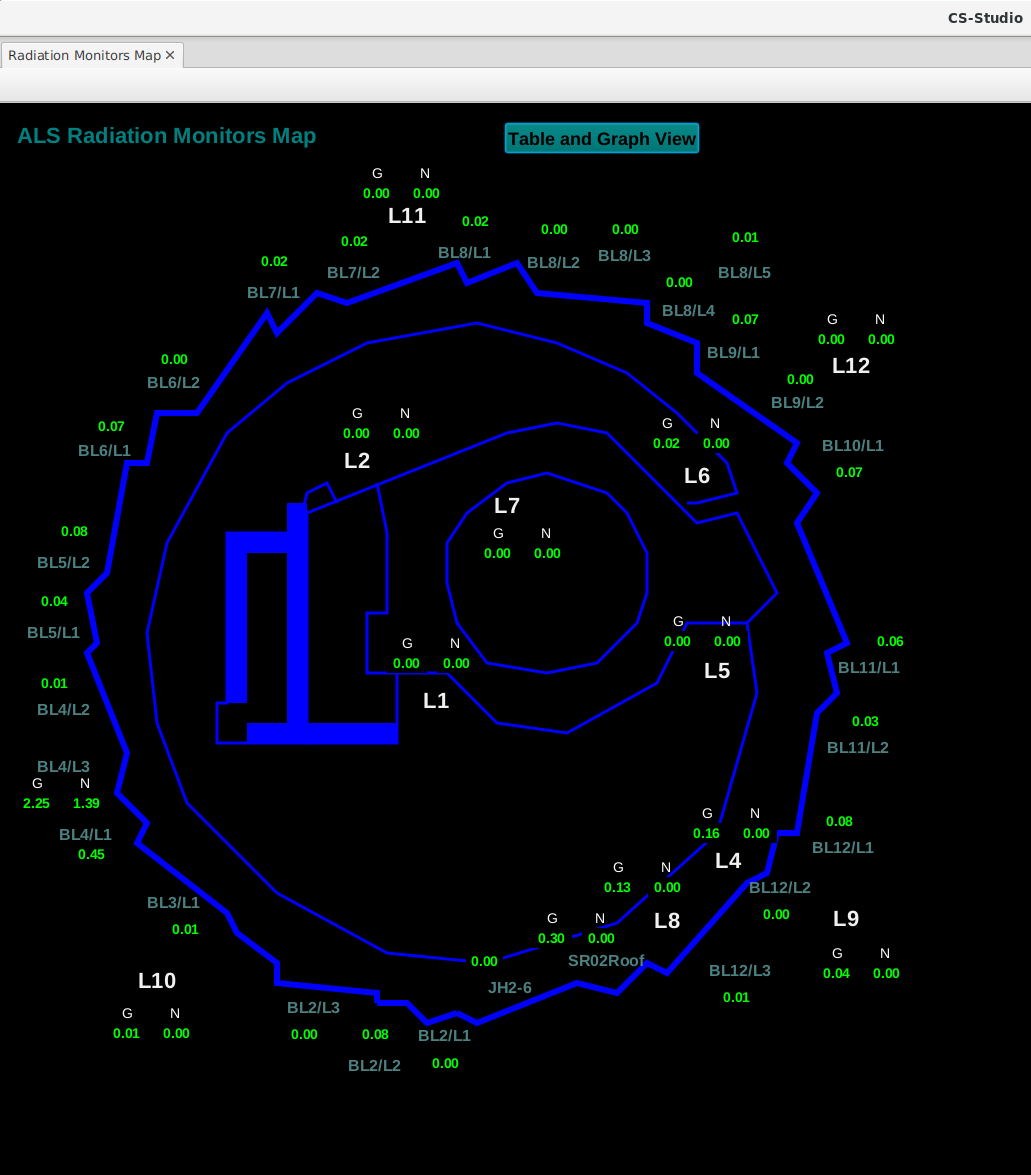 CS-Studio
Radiation Monitors Map ✕
ALS Radiation Monitors Map
Table and Graph View
G N
0.00 0.00
L11
0.02
BL8/L1
0.00
BL8/L2
0.00
BL8/L3
0.01
BL8/L5
0.02
BL7/L2
0.02
BL7/L1
0.00
BL8/L4
0.07
BL9/L1
G N
0.00 0.00
L12
0.00
BL6/L2
0.00
BL9/L2
0.07
BL6/L1
G N
0.00 0.00
L2
G N
0.02 0.00
L6
BL10/L1
0.07
L7
G N
0.00 0.00
0.08
BL5/L2
0.04
BL5/L1
G N
0.00 0.00
L1
G N
0.00 0.00
L5
0.06
BL11/L1
0.01
BL4/L2
0.03
BL11/L2
BL4/L3
G N
2.25 1.39
BL4/L1
0.45
G N
0.16 0.00
L4
0.08
BL12/L1
G N
0.13 0.00
L8
BL12/L2
0.00
L9
G N
0.04 0.00
BL3/L1
0.01
G N
0.30 0.00
SR02Roof
0.00
JH2-6
BL12/L3
0.01
L10
G N
0.01 0.00
BL2/L3
0.00
0.08
BL2/L2
BL2/L1
0.00